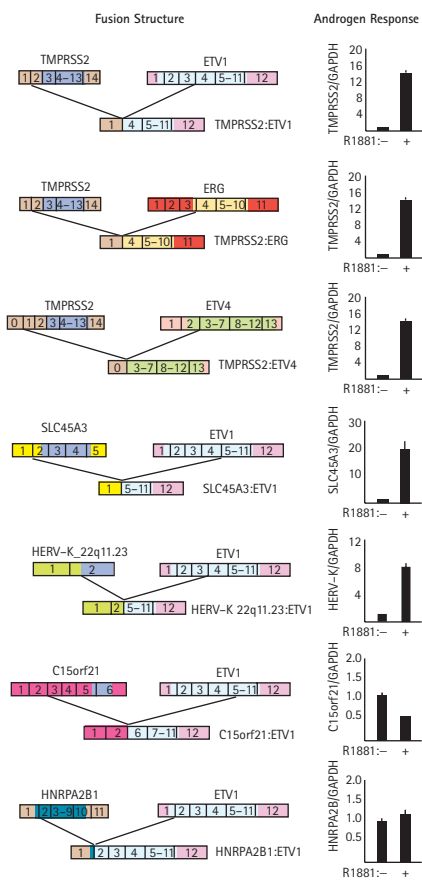 Fusion Structure Androgen Response
TMPRSS2 ETV1
1 2 3 4–13 14 1 2 3 4 5–11 12
1 4 5–11 12 TMPRSS2:ETV1
TMPRSS2/GAPDH
20
16
12
8
4
R1881:– +
TMPRSS2 ERG
1 2 3 4–13 14 1 2 3 4 5–10 11
1 4 5–10 11 TMPRSS2:ERG
TMPRSS2/GAPDH
20
16
12
8
4
R1881:– +
TMPRSS2 ETV4
0 1 2 3 4–13 14 1 2 3–7 8–12 13
0 3–7 8–12 13 TMPRSS2:ETV4
TMPRSS2/GAPDH
20
16
12
8
4
R1881:– +
SLC45A3 ETV1
1 2 3 4 5 1 2 3 4 5–11 12
1 5–11 12 SLC45A3:ETV1
SLC45A3/GAPDH
30
20
10
R1881:– +
HERV–K_22q11.23 ETV1
1 2 1 2 3 4 5–11 12
1 2 5–11 12 HERV–K 22q11.23:ETV1
HERV–K/GAPDH
12
8
4
R1881:– +
C15orf21 ETV1
1 2 3 4 5 6 1 2 3 4 5–11 12
1 2 6 7–11 12 C15orf21:ETV1
C15orf21/GAPDH
2.0
1.5
1.0
0.5
R1881:– +
HNRPA2B1 ETV1
1 2 3–9 10 11 1 2 3 4 5–11 12
1 2 3 4 5–11 12 HNRPA2B1:ETV1
HNRPA2B/GAPDH
2.0
1.5
1.0
0.5
R1881:– +